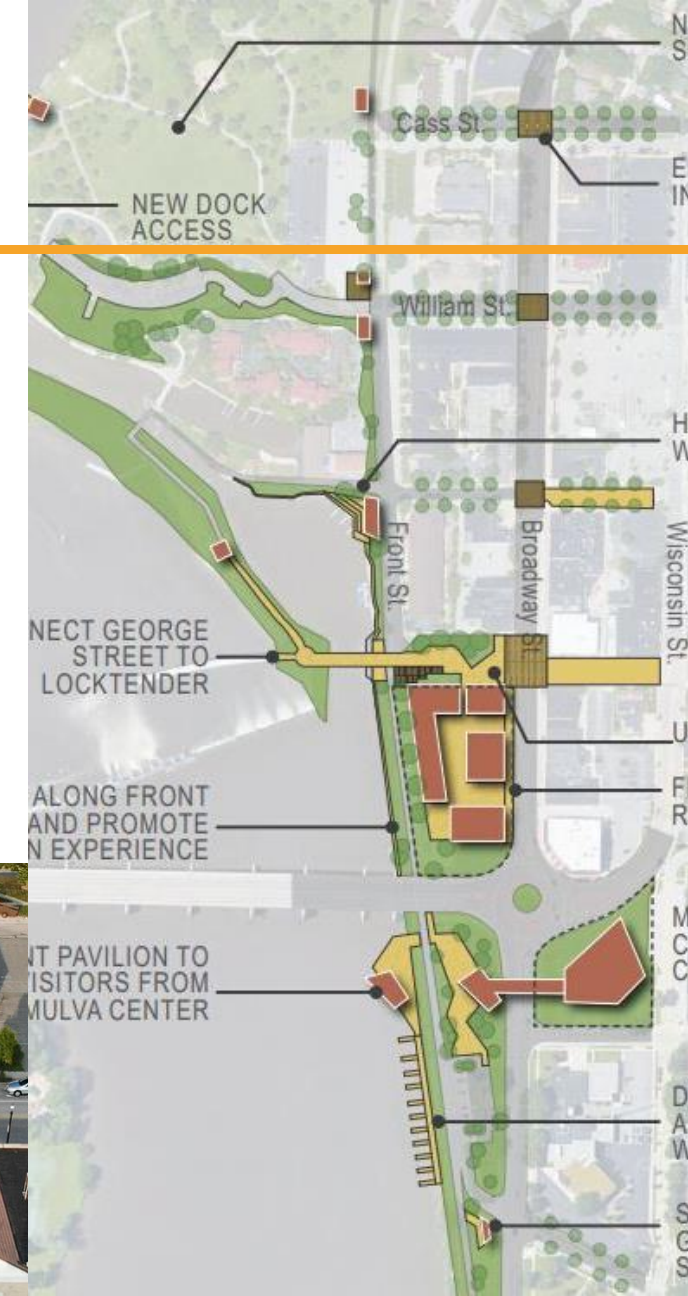 N
S
Cass St.
E
IN
NEW DOCK
ACCESS
William St.
H
W
Front St.
Broadway St.
Wisconsin St.
NECT GEORGE
STREET TO
LOCKTENDER
U
F
R
ALONG FRONT
AND PROMOTE
N EXPERIENCE
M
C
C
NT PAVILION TO
VISITORS FROM
MULVA CENTER
D
A
W
S
G
S